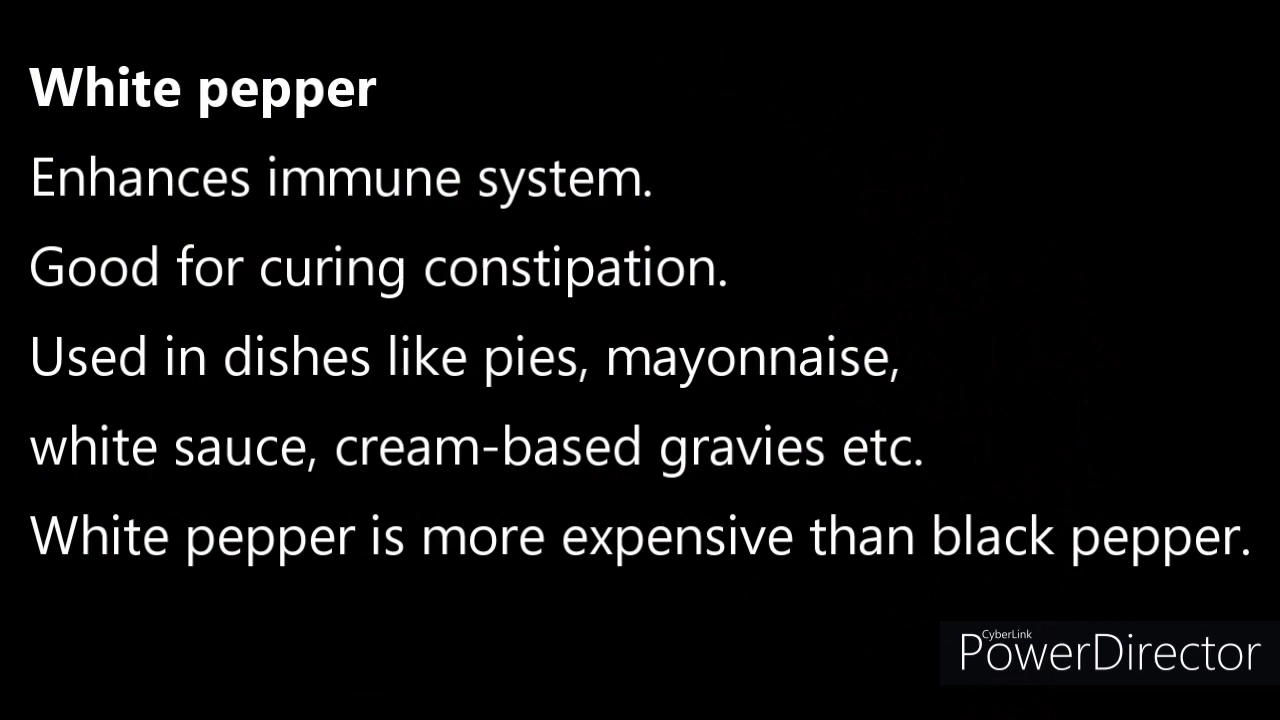 White pepper
Enhances immune system.
Good for curing constipation.
Used in dishes like pies, mayonnaise,
white sauce, cream-based gravies etc.
White pepper is more expensive than black pepper.
CyberLink
PowerDirector